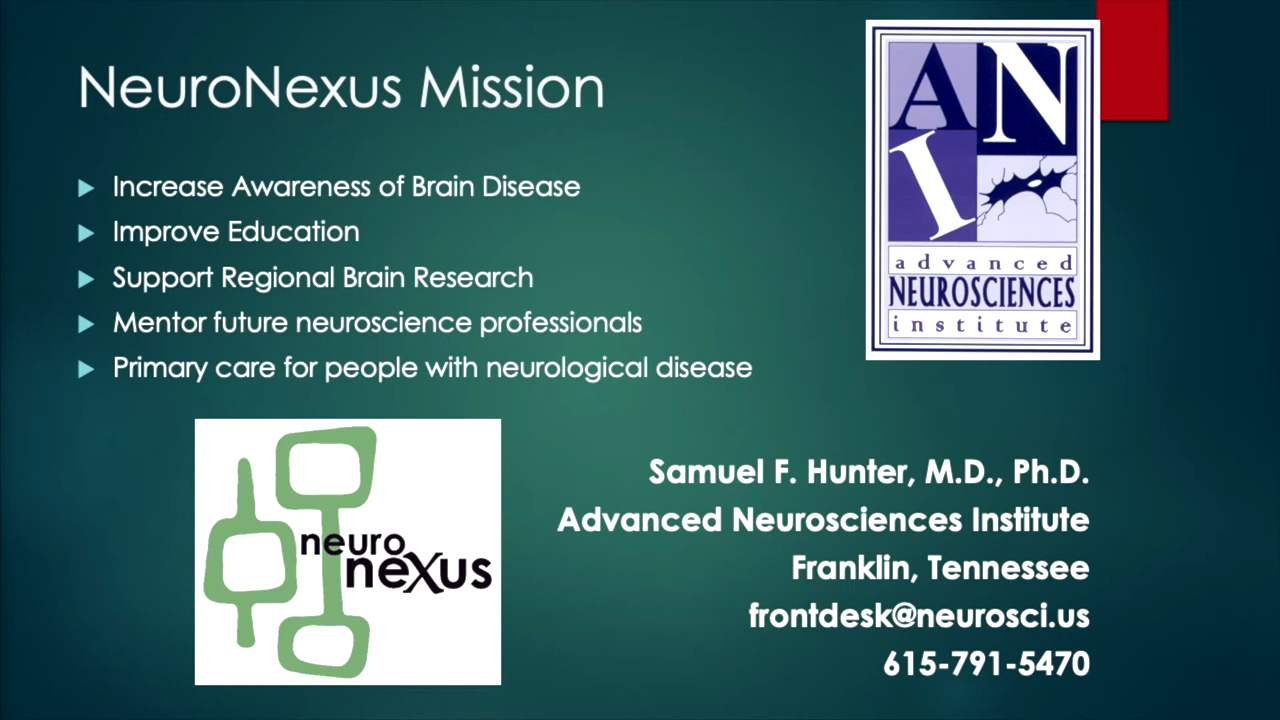 NeuroNexus Mission
Increase Awareness of Brain Disease
Improve Education
Support Regional Brain Research
Mentor future neuroscience professionals
Primary care for people with neurological disease
A N
I
advanced
NEUROSCIENCES
institute
neuro
nexus
Samuel F. Hunter, M.D., Ph.D.
Advanced Neurosciences Institute
Franklin, Tennessee
frontdesk@neurosci.us
615-791-5470